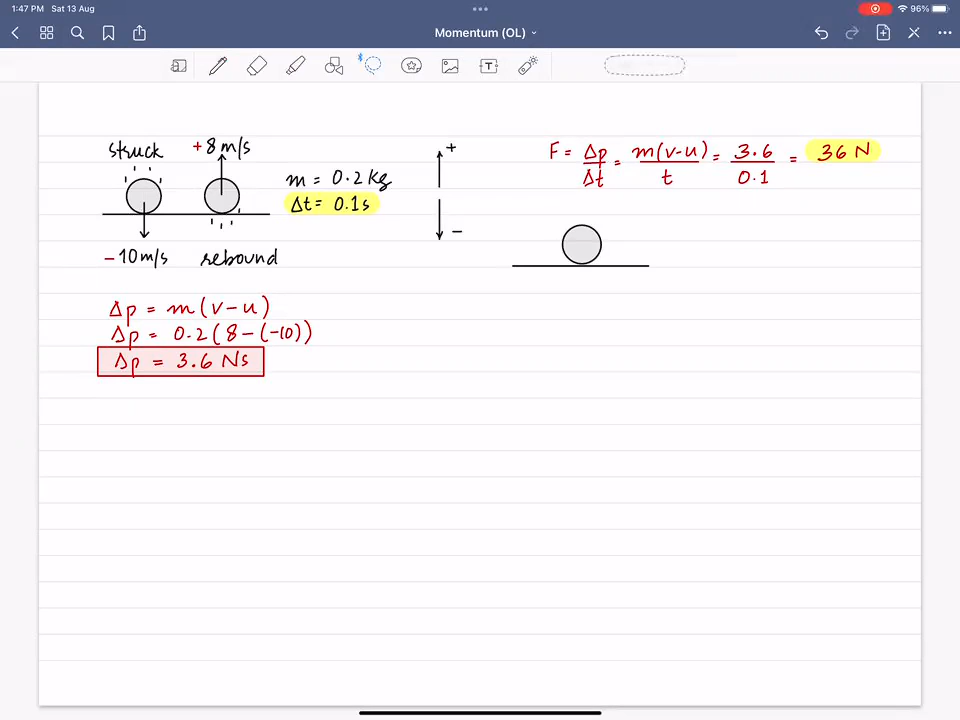 1:47 PM Sat 13 Aug
96%
Momentum (OL)
T
struck +8 m/s
m = 0.2 kg
Δt = 0.1s
-10m/s rebound
+
-
F = Δp/Δt = m(v-u)/t = 3.6/0.1 = 36 N
Δp = m(v-u)
Δp = 0.2(8-(-10))
Δp = 3.6 Ns